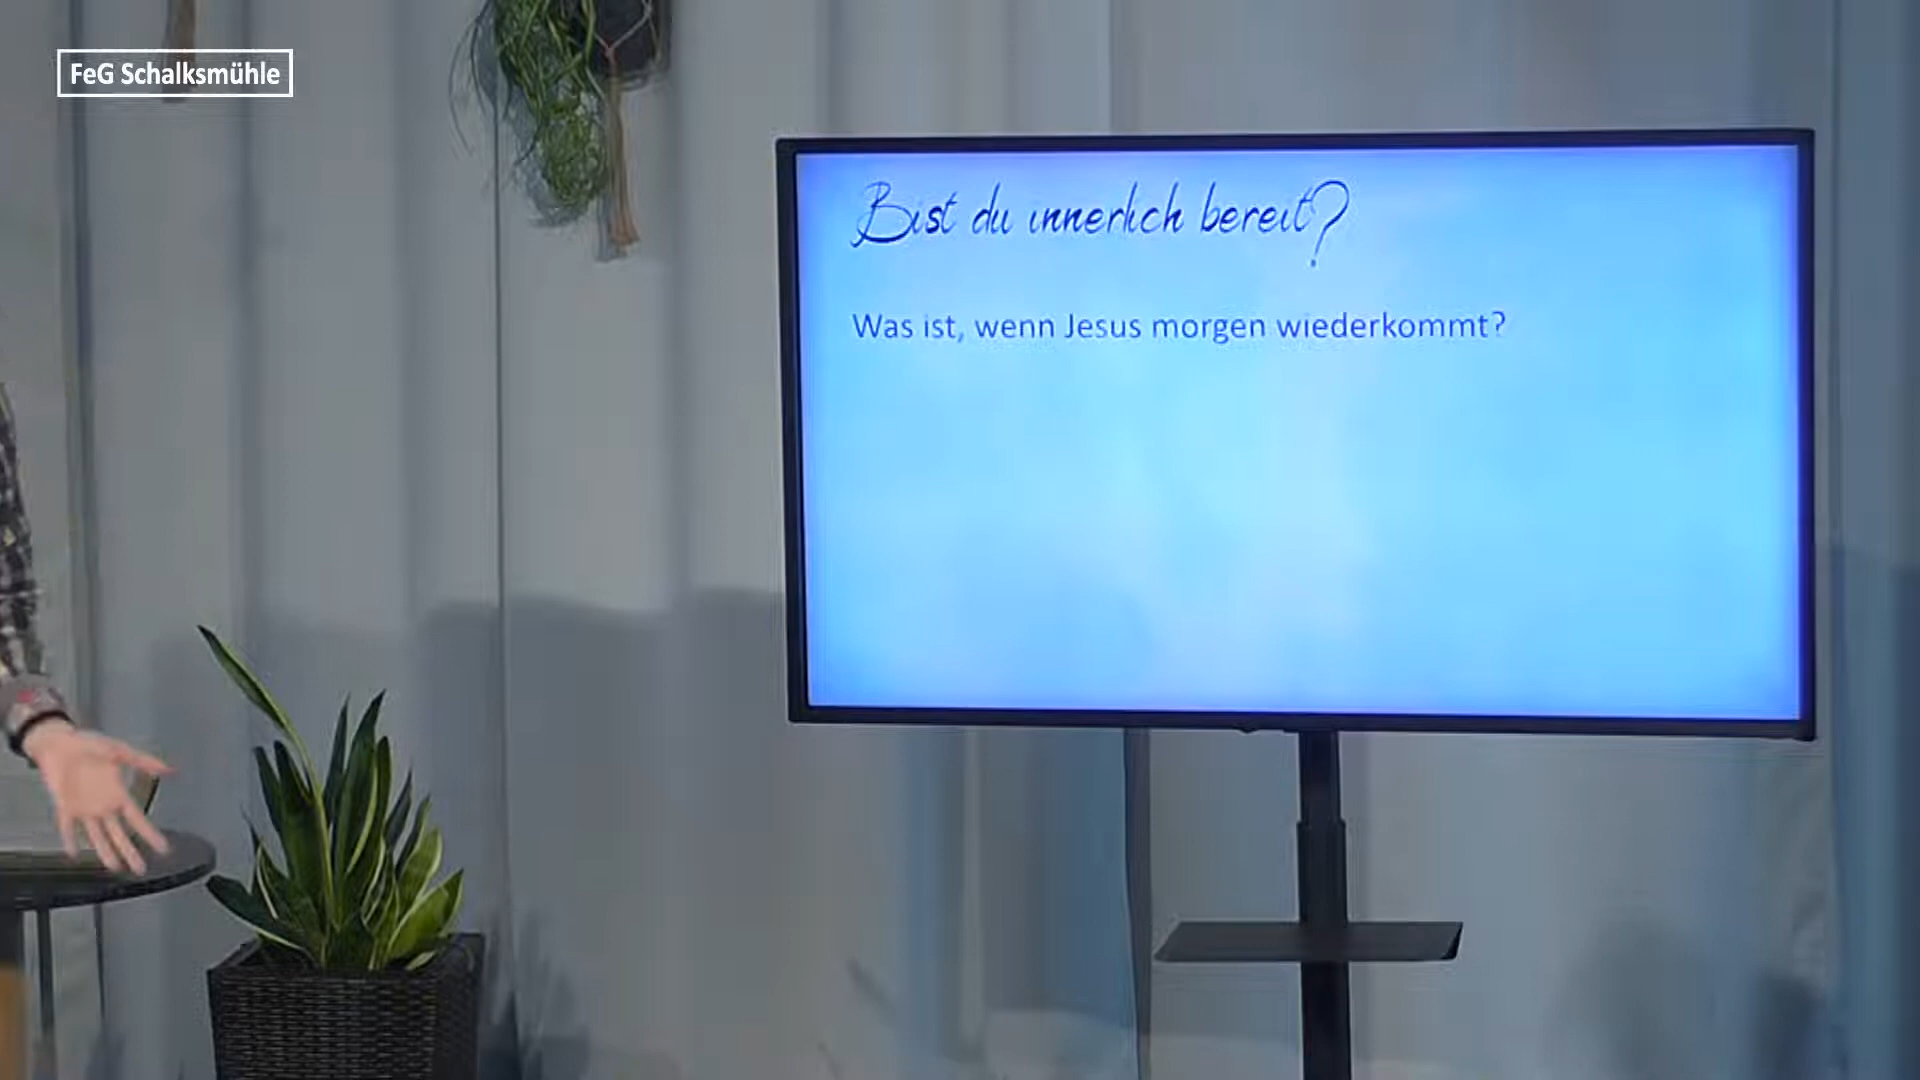 FeG Schalksmühle
Bist du innerlich bereit?
Was ist, wenn Jesus morgen wiederkommt?